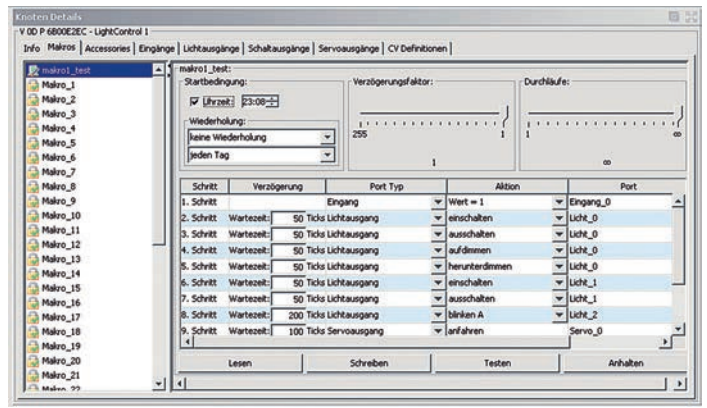 Knoten Details
V 0D P 6B00E2EC - LightControl 1
Info Makros Accessories Eingänge Lichtausgänge Schaltausgänge Servoausgänge CV Definitionen
makro1_test
Makro_1
Makro_2
Makro_3
Makro_4
Makro_5
Makro_6
Makro_7
Makro_8
Makro_9
Makro_10
Makro_11
Makro_12
Makro_13
Makro_14
Makro_15
Makro_16
Makro_17
Makro_18
Makro_19
Makro_20
Makro_21
Makro_22
makro1_test:
Startbedingung:
Uhrzeit: 23:08
Wiederholung:
keine Wiederholung
jeden Tag
Verzögerungsfaktor:
255 1
1
Durchläufe:
1 ∞
∞
Schritt Verzögerung Port Typ Aktion Port
1. Schritt Eingang Wert = 1 Eingang_0
2. Schritt Wartezeit: 50 Ticks Lichtausgang einschalten Licht_0
3. Schritt Wartezeit: 50 Ticks Lichtausgang ausschalten Licht_0
4. Schritt Wartezeit: 50 Ticks Lichtausgang aufdimmen Licht_0
5. Schritt Wartezeit: 50 Ticks Lichtausgang herunterdimmen Licht_0
6. Schritt Wartezeit: 50 Ticks Lichtausgang einschalten Licht_1
7. Schritt Wartezeit: 50 Ticks Lichtausgang ausschalten Licht_1
8. Schritt Wartezeit: 200 Ticks Lichtausgang blinken A Licht_2
9. Schritt Wartezeit: 100 Ticks Servoausgang anfahren Servo_0
Lesen Schreiben Testen Anhalten